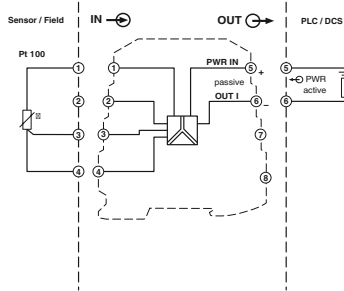 Sensor / Field
IN
OUT
PLC / DCS
Pt 100
1
1
PWR IN
5
+
5
passive
PWR
active
2
2
OUT I
6
–
6
3
3
7
4
4
8